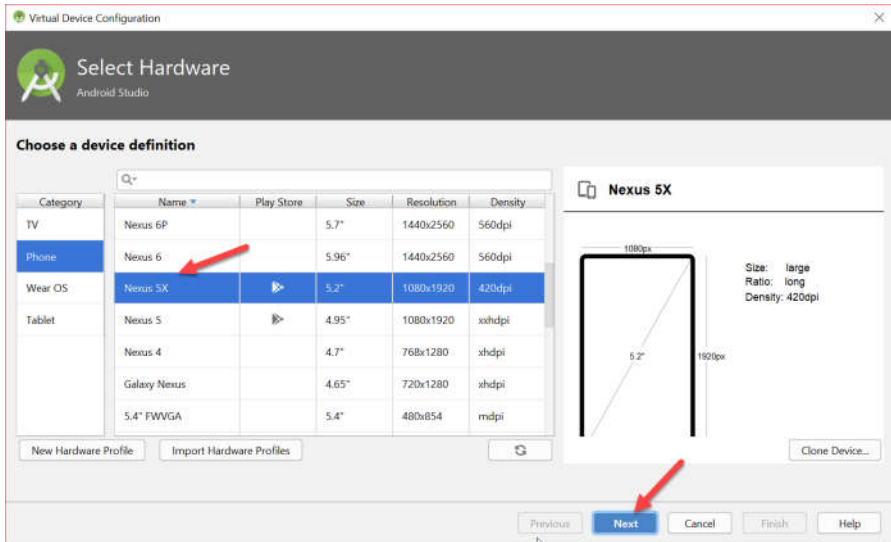 Virtual Device Configuration
Select Hardware
Android Studio
Choose a device definition
Category
TV
Phone
Wear OS
Tablet
Name Play Store Size Resolution Density
Nexus 6P 5.7" 1440x2560 560dpi
Nexus 6 5.96" 1440x2560 560dpi
Nexus 5X 5.2" 1080x1920 420dpi
Nexus 5 4.95" 1080x1920 xxhdpi
Nexus 4 4.7" 768x1280 xhdpi
Galaxy Nexus 4.65" 720x1280 xhdpi
5.4" FWVGA 5.4" 480x854 mdpi
Nexus 5X
1080px
5.2"
1920px
Size: large
Ratio: long
Density: 420dpi
New Hardware Profile Import Hardware Profiles Clone Device...
Previous Next Cancel Finish Help